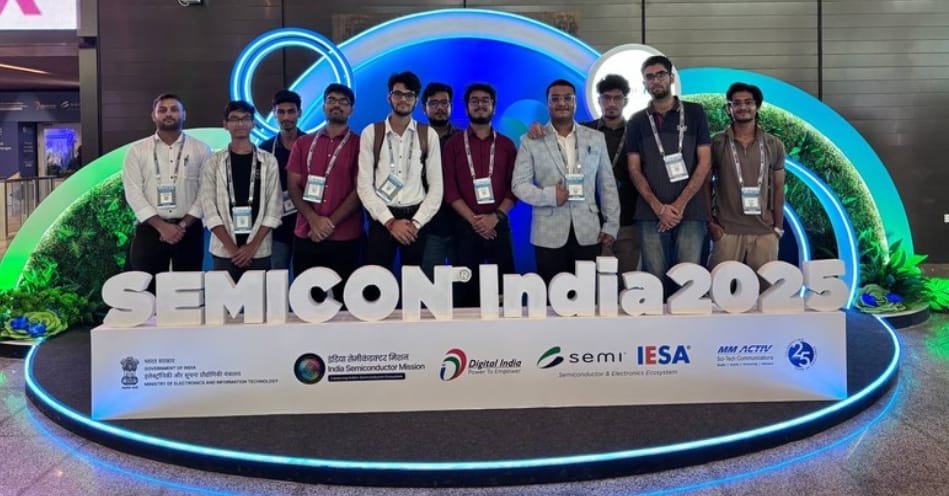 SEMICON® India 2025
भारत सरकार
GOVERNMENT OF INDIA
इलेक्ट्रॉनिकी और सूचना प्रौद्योगिकी मंत्रालय
MINISTRY OF ELECTRONICS AND INFORMATION TECHNOLOGY
इंडिया सेमीकंडक्टर मिशन
India Semiconductor Mission
Digital India
Power To Empower
semi
IESA
Semiconductor & Electronics Ecosystem
MM ACTIV
Sci-Tech Communications
25